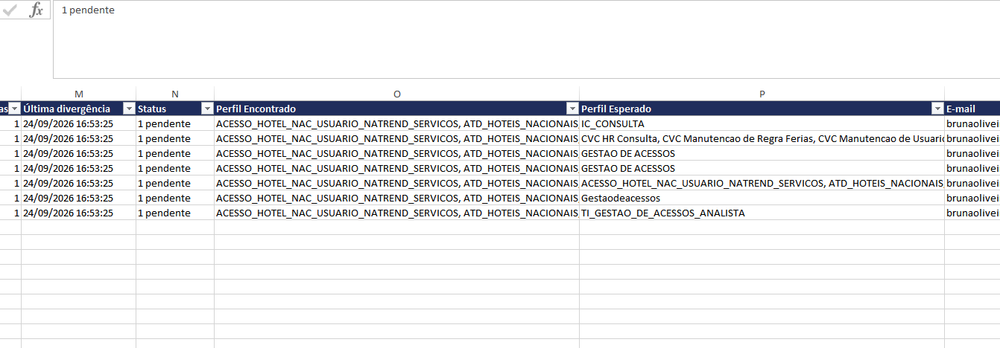 fx 1 pendente
M N O P
as Última divergência Status Perfil Encontrado Perfil Esperado E-mail
1 24/09/2026 16:53:25 1 pendente ACESSO_HOTEL_NAC_USUARIO_NATREND_SERVICOS, ATD_HOTEIS_NACIONAIS, IC_CONSULTA brunaolivei
1 24/09/2026 16:53:25 1 pendente ACESSO_HOTEL_NAC_USUARIO_NATREND_SERVICOS, ATD_HOTEIS_NACIONAIS, CVC HR Consulta, CVC Manutencao de Regra Ferias, CVC Manutencao de Usuario brunaolivei
1 24/09/2026 16:53:25 1 pendente ACESSO_HOTEL_NAC_USUARIO_NATREND_SERVICOS, ATD_HOTEIS_NACIONAIS, GESTAO DE ACESSOS brunaolivei
1 24/09/2026 16:53:25 1 pendente ACESSO_HOTEL_NAC_USUARIO_NATREND_SERVICOS, ATD_HOTEIS_NACIONAIS, GESTAO DE ACESSOS brunaolivei
1 24/09/2026 16:53:25 1 pendente ACESSO_HOTEL_NAC_USUARIO_NATREND_SERVICOS, ATD_HOTEIS_NACIONAIS, ACESSO_HOTEL_NAC_USUARIO_NATREND_SERVICOS, ATD_HOTEIS_NACIONAIS, brunaolivei
1 24/09/2026 16:53:25 1 pendente ACESSO_HOTEL_NAC_USUARIO_NATREND_SERVICOS, ATD_HOTEIS_NACIONAIS, Gestaodeacessos brunaolivei
1 24/09/2026 16:53:25 1 pendente ACESSO_HOTEL_NAC_USUARIO_NATREND_SERVICOS, ATD_HOTEIS_NACIONAIS, TI_GESTAO_DE_ACESSOS_ANALISTA brunaolivei